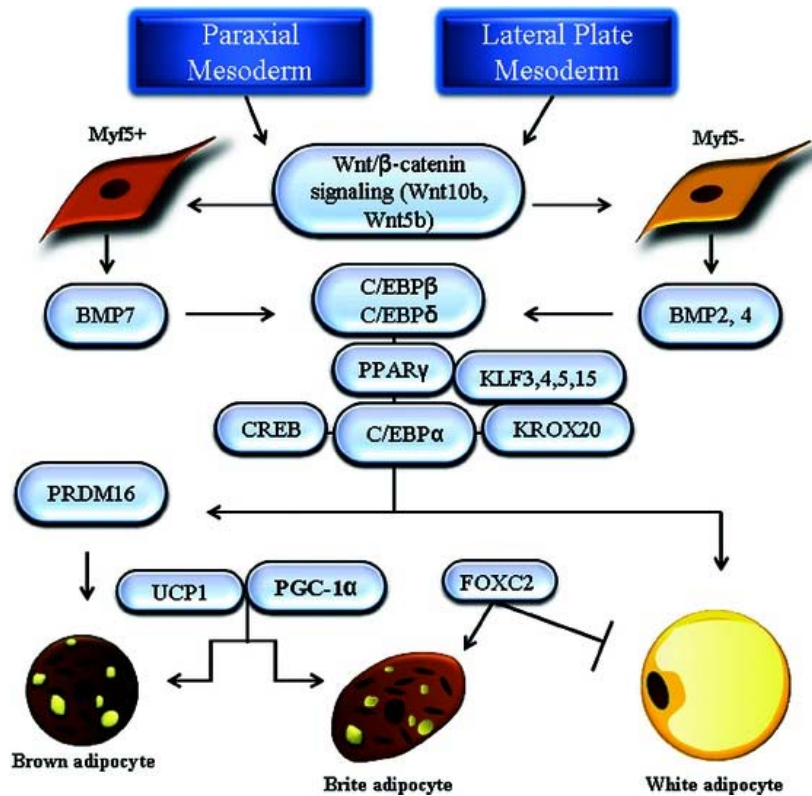 Paraxial
Mesoderm
Lateral Plate
Mesoderm
Myf5+
Myf5-
Wnt/β-catenin
signaling (Wnt10b,
Wnt5b)
BMP7
C/EBPβ
C/EBPδ
BMP2, 4
PPARγ
KLF3,4,5,15
CREB
C/EBPα
KROX20
PRDM16
UCP1
PGC-1α
FOXC2
Brown adipocyte
Brite adipocyte
White adipocyte